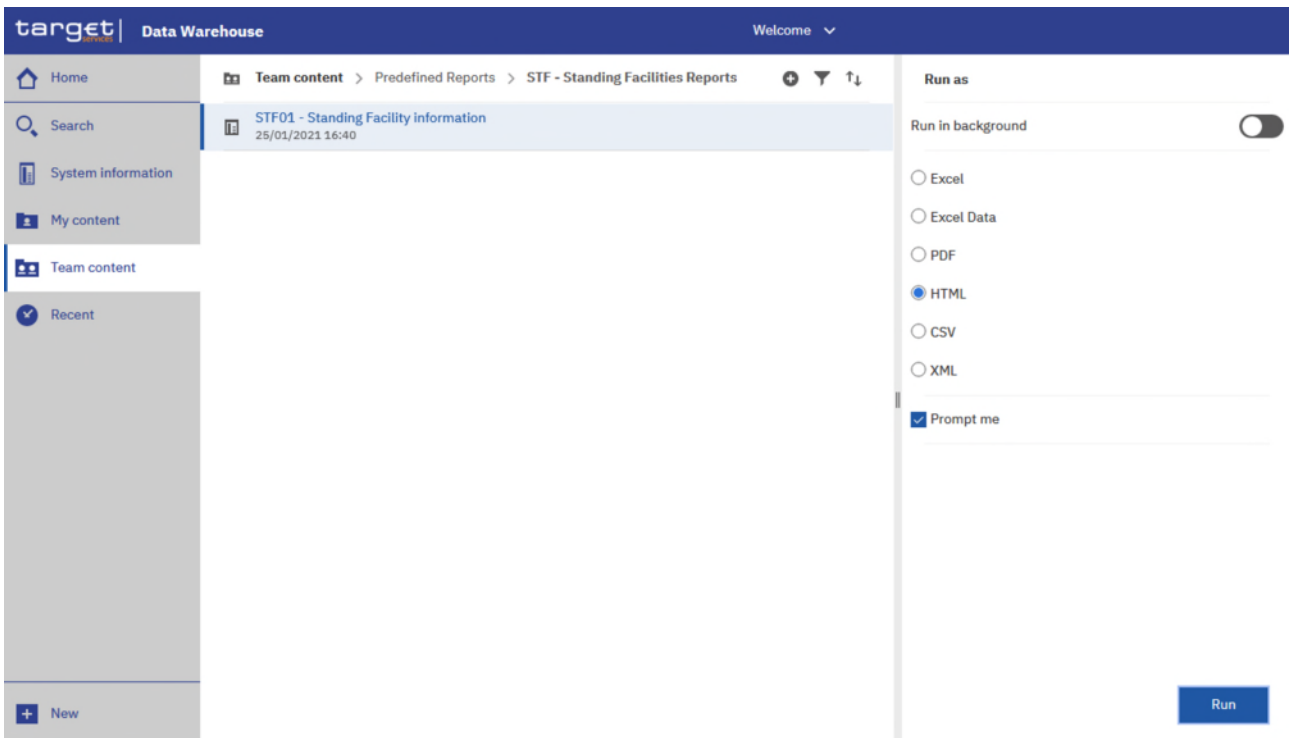 target| Data Warehouse Welcome
services
Home
Team content > Predefined Reports > STF - Standing Facilities Reports
Run as
Search
STF01 - Standing Facility information
25/01/2021 16:40
Run in background
System information
Excel
My content
Excel Data
Team content
PDF
HTML
Recent
CSV
XML
Prompt me
New
Run